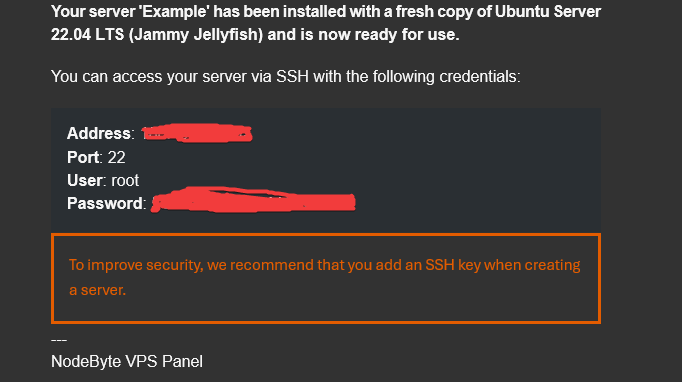 Your server 'Example' has been installed with a fresh copy of Ubuntu Server
22.04 LTS (Jammy Jellyfish) and is now ready for use.
You can access your server via SSH with the following credentials:
Address:
Port: 22
User: root
Password:
To improve security, we recommend that you add an SSH key when creating
a server.
---
NodeByte VPS Panel